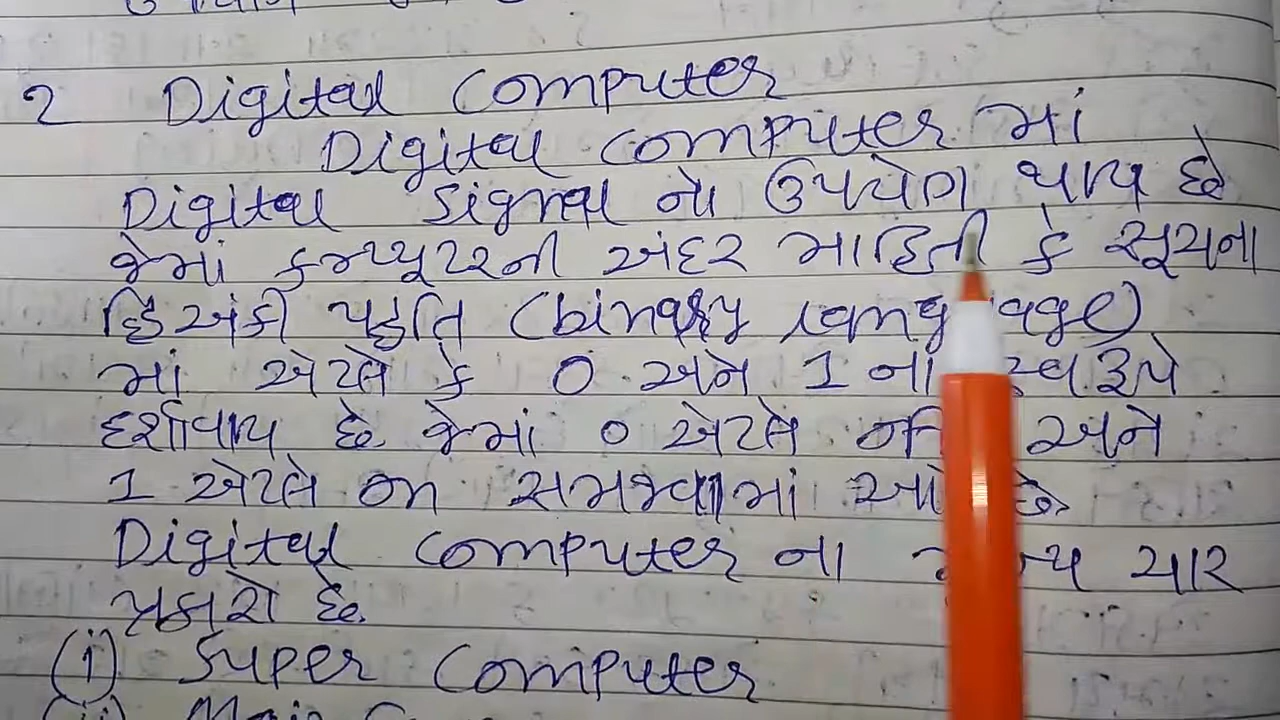 2 Digital Computer
Digital Computer માં
Digital Signal નો ઉપયોગ થાય છે
જેમાં કમ્પ્યૂટરની અંદર માહિતી કે સૂચના
દ્વિઅંકી પદ્ધતિ (binary language)
માં એટલે કે 0 અને 1 ના સ્વરૂપે
દર્શાવાય છે જેમાં 0 એટલે off અને
1 એટલે on સમજવામાં આવે છે
Digital Computer ના ચાર
પ્રકારો છે.
(i) Super Computer
(ii)